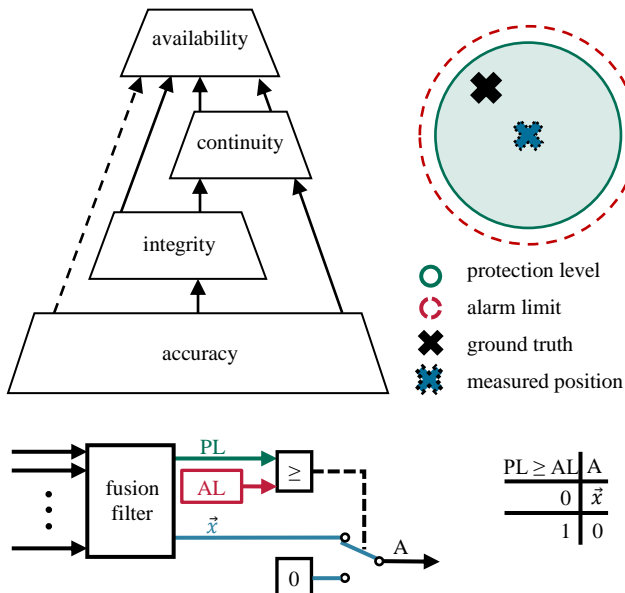 availability
continuity
integrity
accuracy
protection level
alarm limit
ground truth
measured position
PL
fusion
filter
AL
≥
x⃗
A
0
PL ≥ AL A
0 x⃗
1 0